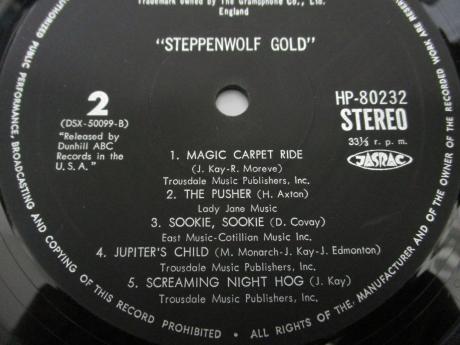 Trademark owned by The Gramophone Co., Ltd.
England
"STEPPENWOLF GOLD"
2
(DSX-50099-B)
"Released by
Dunhill ABC
Records in the
U. S. A."
HP-80232
STEREO
33⅓ r. p. m.
JASRAC
1. MAGIC CARPET RIDE
(J. Kay-R. Moreve)
Trousdale Music Publishers, Inc.
2. THE PUSHER (H. Axton)
Lady Jane Music
3. SOOKIE, SOOKIE (D. Covay)
East Music-Cotillian Music Inc.
4. JUPITER'S CHILD (M. Monarch-J. Kay-J. Edmonton)
Trousdale Music Publishers, Inc.
5. SCREAMING NIGHT HOG (J. Kay)
Trousdale Music Publishers, Inc.
AUTHORIZED PUBLIC PERFORMANCE, BROADCASTING AND COPYING OF THIS RECORD PROHIBITED • ALL RIGHTS OF THE MANUFACTURER AND OF THE OWNER OF THE RECORDED WORK ARE RESERVED